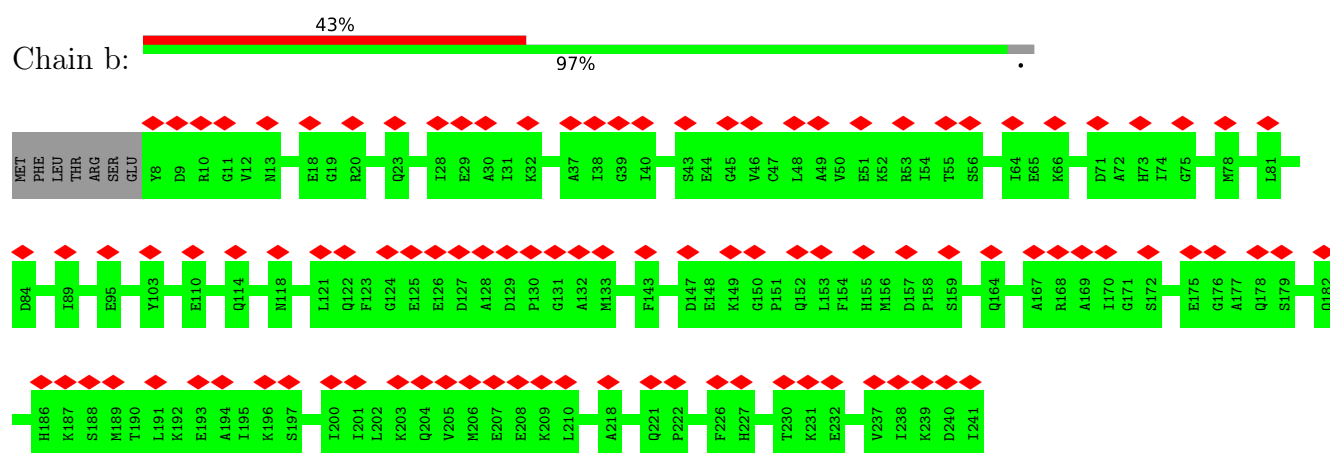 43%
Chain b:
97%
.
MET PHE LEU THR ARG SER GLU Y8 D9 R10 G11 V12 N13 E18 G19 R20 Q23 I28 E29 A30 I31 K32 A37 I38 G39 I40 S43 E44 G45 V46 C47 L48 A49 V50 E51 K52 R53 I54 T55 S56 I64 E65 K66 D71 A72 H73 I74 G75 M78 L81
D84 I89 E95 Y103 E110 Q114 N118 L121 Q122 F123 G124 E125 E126 D127 A128 D129 P130 G131 A132 M133 F143 D147 E148 K149 G150 P151 Q152 L153 F154 H155 M156 D157 P158 S159 Q164 A167 R168 A169 I170 G171 S172 E175 G176 A177 Q178 S179 Q182
H186 K187 S188 M189 T190 L191 K192 E193 A194 I195 K196 S197 I200 I201 L202 K203 Q204 V205 M206 E207 E208 K209 L210 A218 Q221 P222 F226 H227 T230 K231 E232 V237 I238 K239 D240 I241